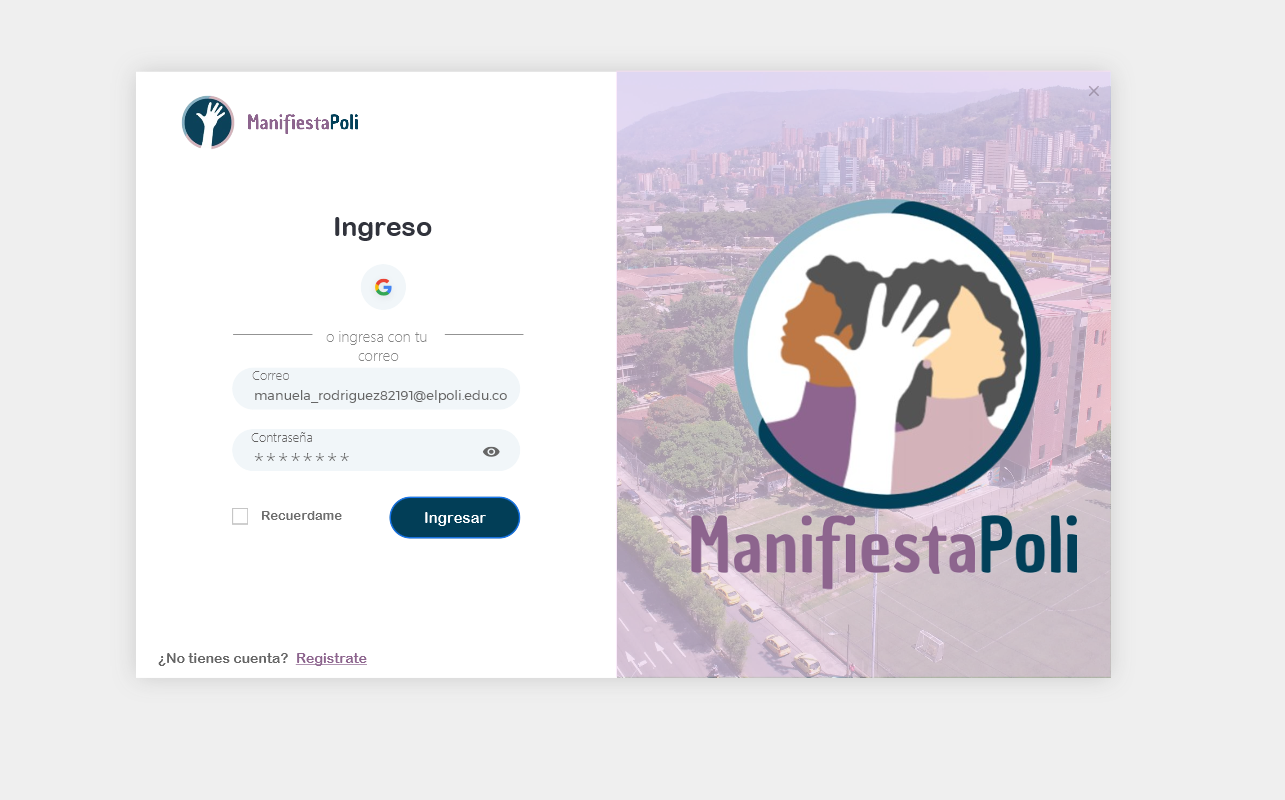 ManifiestaPoli
Ingreso
o ingresa con tu
correo
Correo
manuela_rodriguez82191@elpoli.edu.co
Contraseña
********
Recuerdame
Ingresar
¿No tienes cuenta? Registrate
ManifiestaPoli